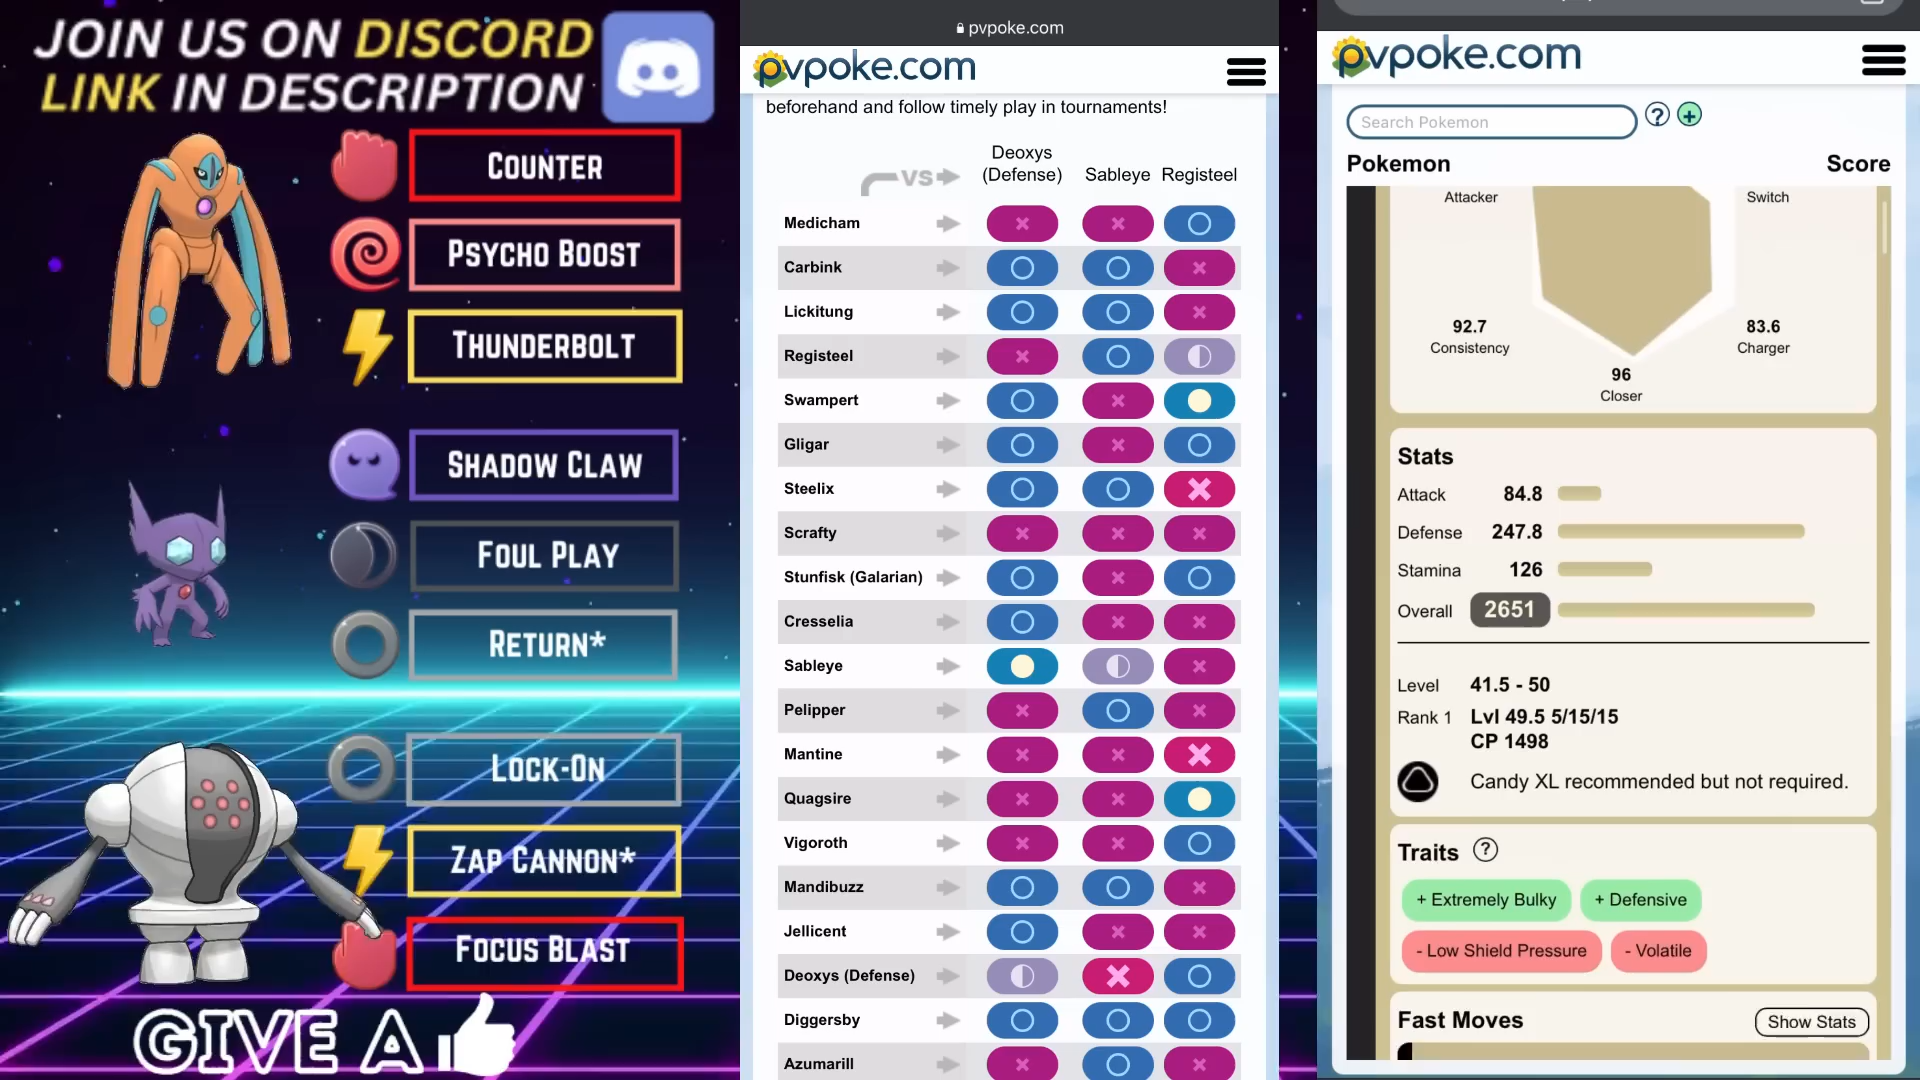 JOIN US ON DISCORD
LINK IN DESCRIPTION
COUNTER
PSYCHO BOOST
THUNDERBOLT
SHADOW CLAW
FOUL PLAY
RETURN*
LOCK-ON
ZAP CANNON*
FOCUS BLAST
GIVE A
pvpoke.com
pvpoke.com
beforehand and follow timely play in tournaments!
VS
Deoxys (Defense) Sableye Registeel
Medicham
Carbink
Lickitung
Registeel
Swampert
Gligar
Steelix
Scrafty
Stunfisk (Galarian)
Cresselia
Sableye
Pelipper
Mantine
Quagsire
Vigoroth
Mandibuzz
Jellicent
Deoxys (Defense)
Diggersby
Azumarill
pvpoke.com
Search Pokemon ? +
Pokemon Score
Attacker Switch
92.7 83.6
Consistency Charger
96
Closer
Stats
Attack 84.8
Defense 247.8
Stamina 126
Overall 2651
Level 41.5 - 50
Rank 1 Lvl 49.5 5/15/15
CP 1498
Candy XL recommended but not required.
Traits ?
+ Extremely Bulky + Defensive
- Low Shield Pressure - Volatile
Fast Moves Show Stats